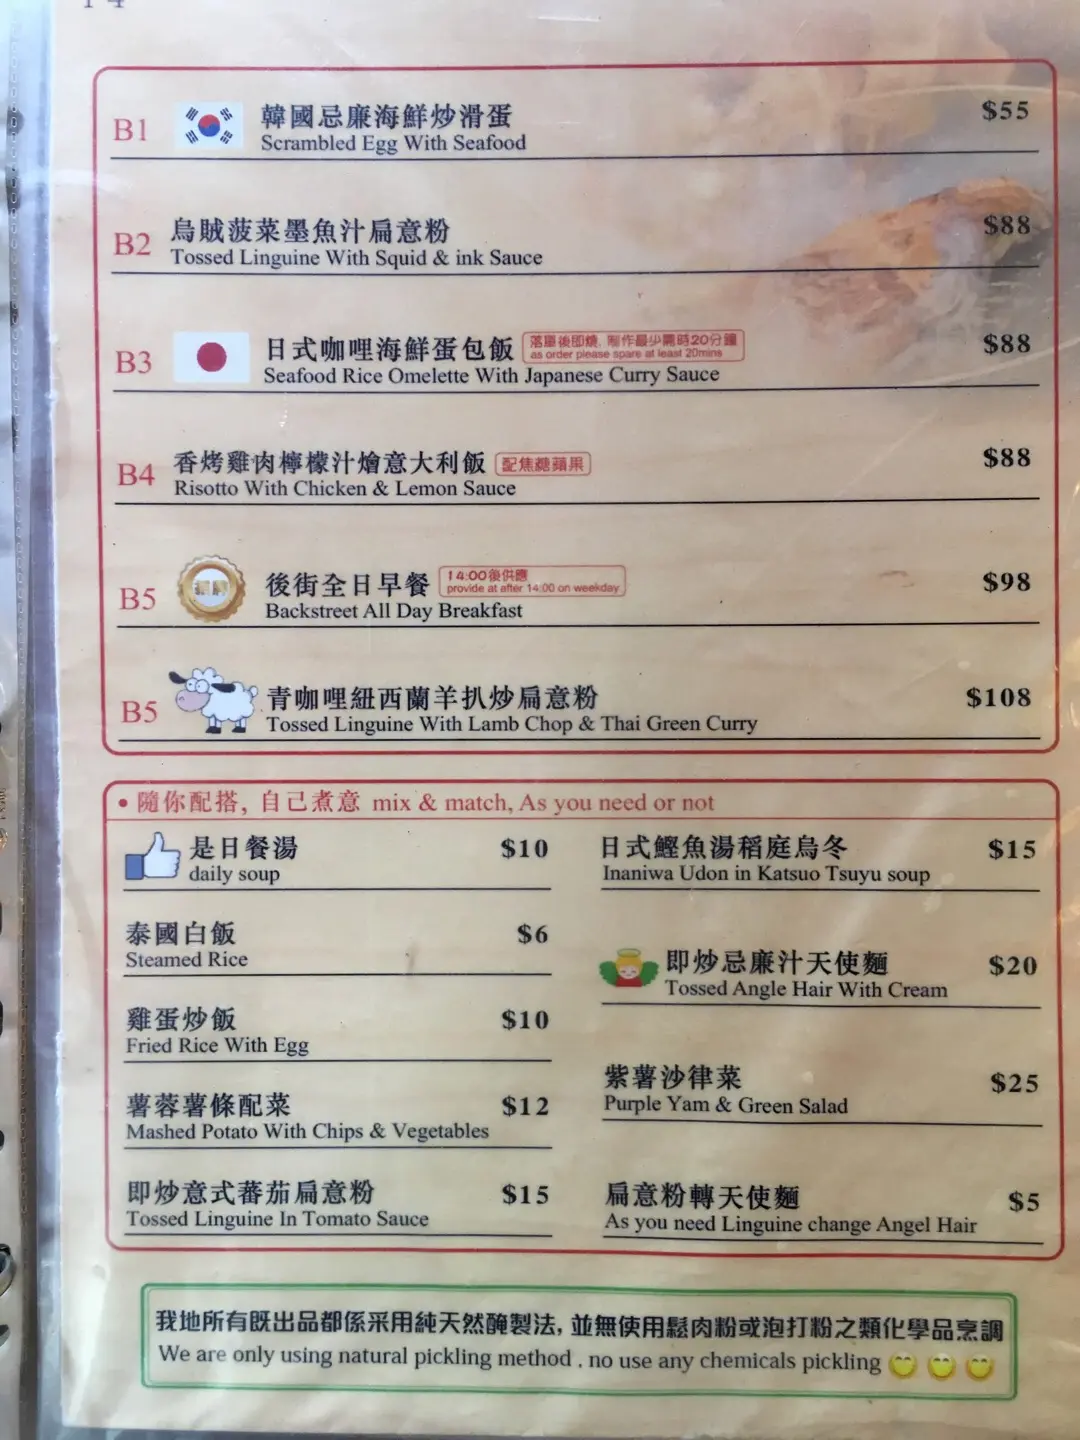 B1
韓國忌廉海鮮炒滑蛋
$55
Scrambled Egg With Seafood
B2
烏賊菠菜墨魚汁扁意粉
$88
Tossed Linguine With Squid & ink Sauce
B3
日式咖哩海鮮蛋包飯
落單後即燒, 制作最少需時20分鐘
as order please spare at least 20mins
$88
Seafood Rice Omelette With Japanese Curry Sauce
B4
香烤雞肉檸檬汁燴意大利飯
配焦糖蘋果
$88
Risotto With Chicken & Lemon Sauce
B5
後街全日早餐
14:00後供應
provide at after 14:00 on weekday
$98
Backstreet All Day Breakfast
B5
青咖哩紐西蘭羊扒炒扁意粉
$108
Tossed Linguine With Lamb Chop & Thai Green Curry
• 隨你配搭, 自己煮意 mix & match, As you need or not
是日餐湯
$10
daily soup
泰國白飯
$6
Steamed Rice
雞蛋炒飯
$10
Fried Rice With Egg
薯蓉薯條配菜
$12
Mashed Potato With Chips & Vegetables
即炒意式蕃茄扁意粉
$15
Tossed Linguine In Tomato Sauce
日式鰹魚湯稻庭烏冬
$15
Inaniwa Udon in Katsuo Tsuyu soup
即炒忌廉汁天使麵
$20
Tossed Angle Hair With Cream
紫薯沙律菜
$25
Purple Yam & Green Salad
扁意粉轉天使麵
$5
As you need Linguine change Angel Hair
我地所有既出品都係采用純天然醃製法, 並無使用鬆肉粉或泡打粉之類化學品烹調
We are only using natural pickling method . no use any chemicals pickling